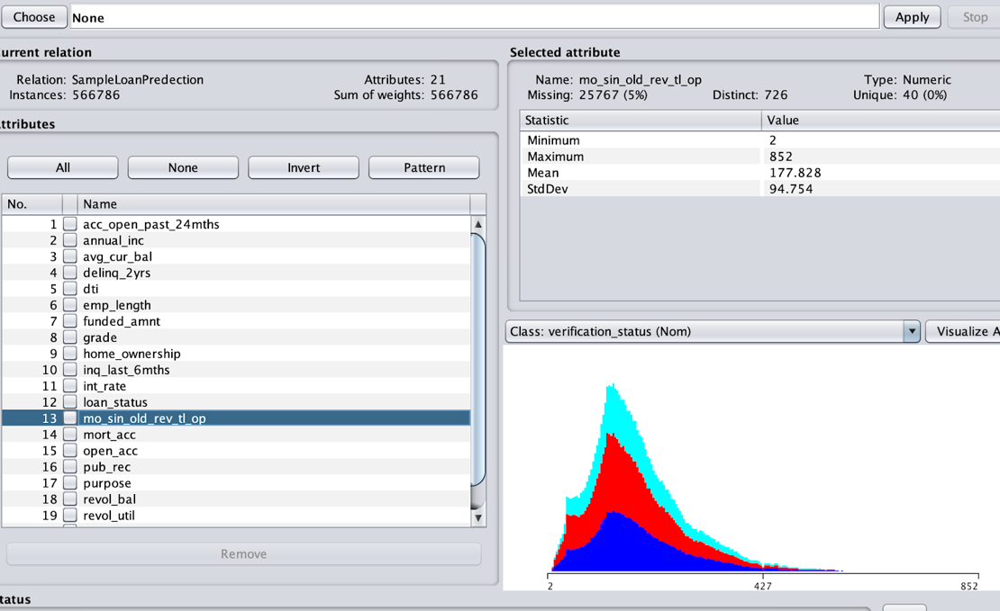 Choose None Apply Stop
urrent relation
Relation: SampleLoanPredection Attributes: 21
Instances: 566786 Sum of weights: 566786
ttributes
All None Invert Pattern
No. Name
1 acc_open_past_24mths
2 annual_inc
3 avg_cur_bal
4 delinq_2yrs
5 dti
6 emp_length
7 funded_amnt
8 grade
9 home_ownership
10 inq_last_6mths
11 int_rate
12 loan_status
13 mo_sin_old_rev_tl_op
14 mort_acc
15 open_acc
16 pub_rec
17 purpose
18 revol_bal
19 revol_util
Remove
tatus
Selected attribute
Name: mo_sin_old_rev_tl_op Type: Numeric
Missing: 25767 (5%) Distinct: 726 Unique: 40 (0%)
Statistic Value
Minimum 2
Maximum 852
Mean 177.828
StdDev 94.754
Class: verification_status (Nom) Visualize A
2 427 852